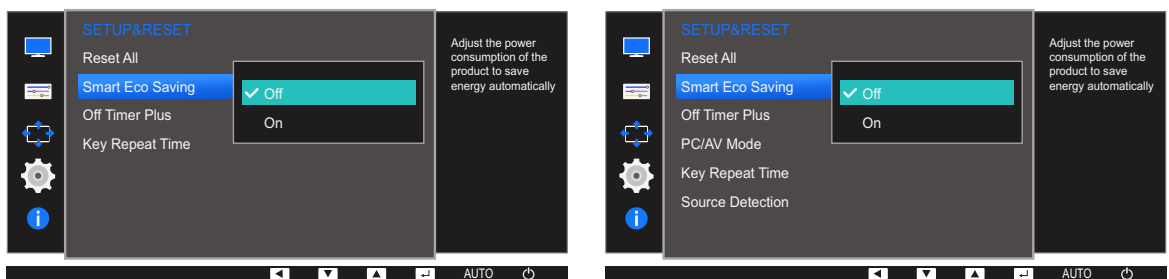 SETUP&RESET
Reset All
Smart Eco Saving
Off Timer Plus
Key Repeat Time
Off
On
Adjust the power
consumption of the
product to save
energy automatically
AUTO
SETUP&RESET
Reset All
Smart Eco Saving
Off Timer Plus
PC/AV Mode
Key Repeat Time
Source Detection
Off
On
Adjust the power
consumption of the
product to save
energy automatically
AUTO